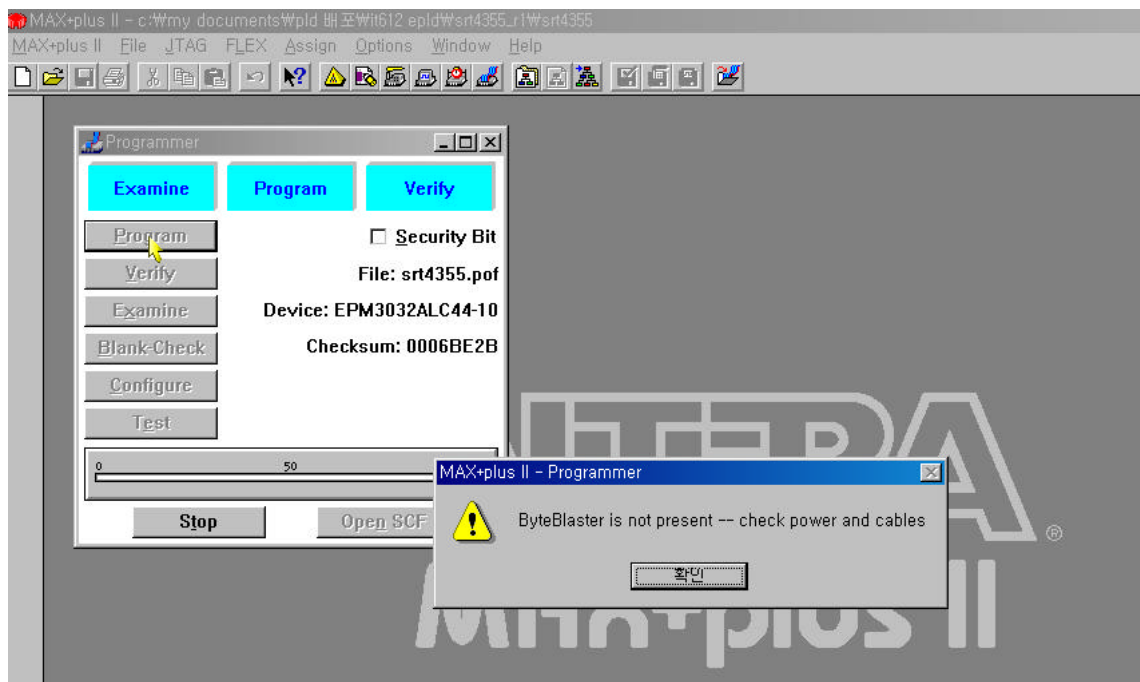 MAX+plus II - c:₩my documents₩pld 배포₩it612 epld₩srt4355_r1₩srt4355
MAX+plus II File JTAG FLEX Assign Options Window Help
Programmer
Examine Program Verify
Program
Security Bit
Verify
File: srt4355.pof
Examine
Device: EPM3032ALC44-10
Blank-Check
Checksum: 0006BE2B
Configure
Test
0 50
Stop
Open SCF
MAX+plus II - Programmer
ByteBlaster is not present -- check power and cables
확인
ALTERA
®
MAX+plus II